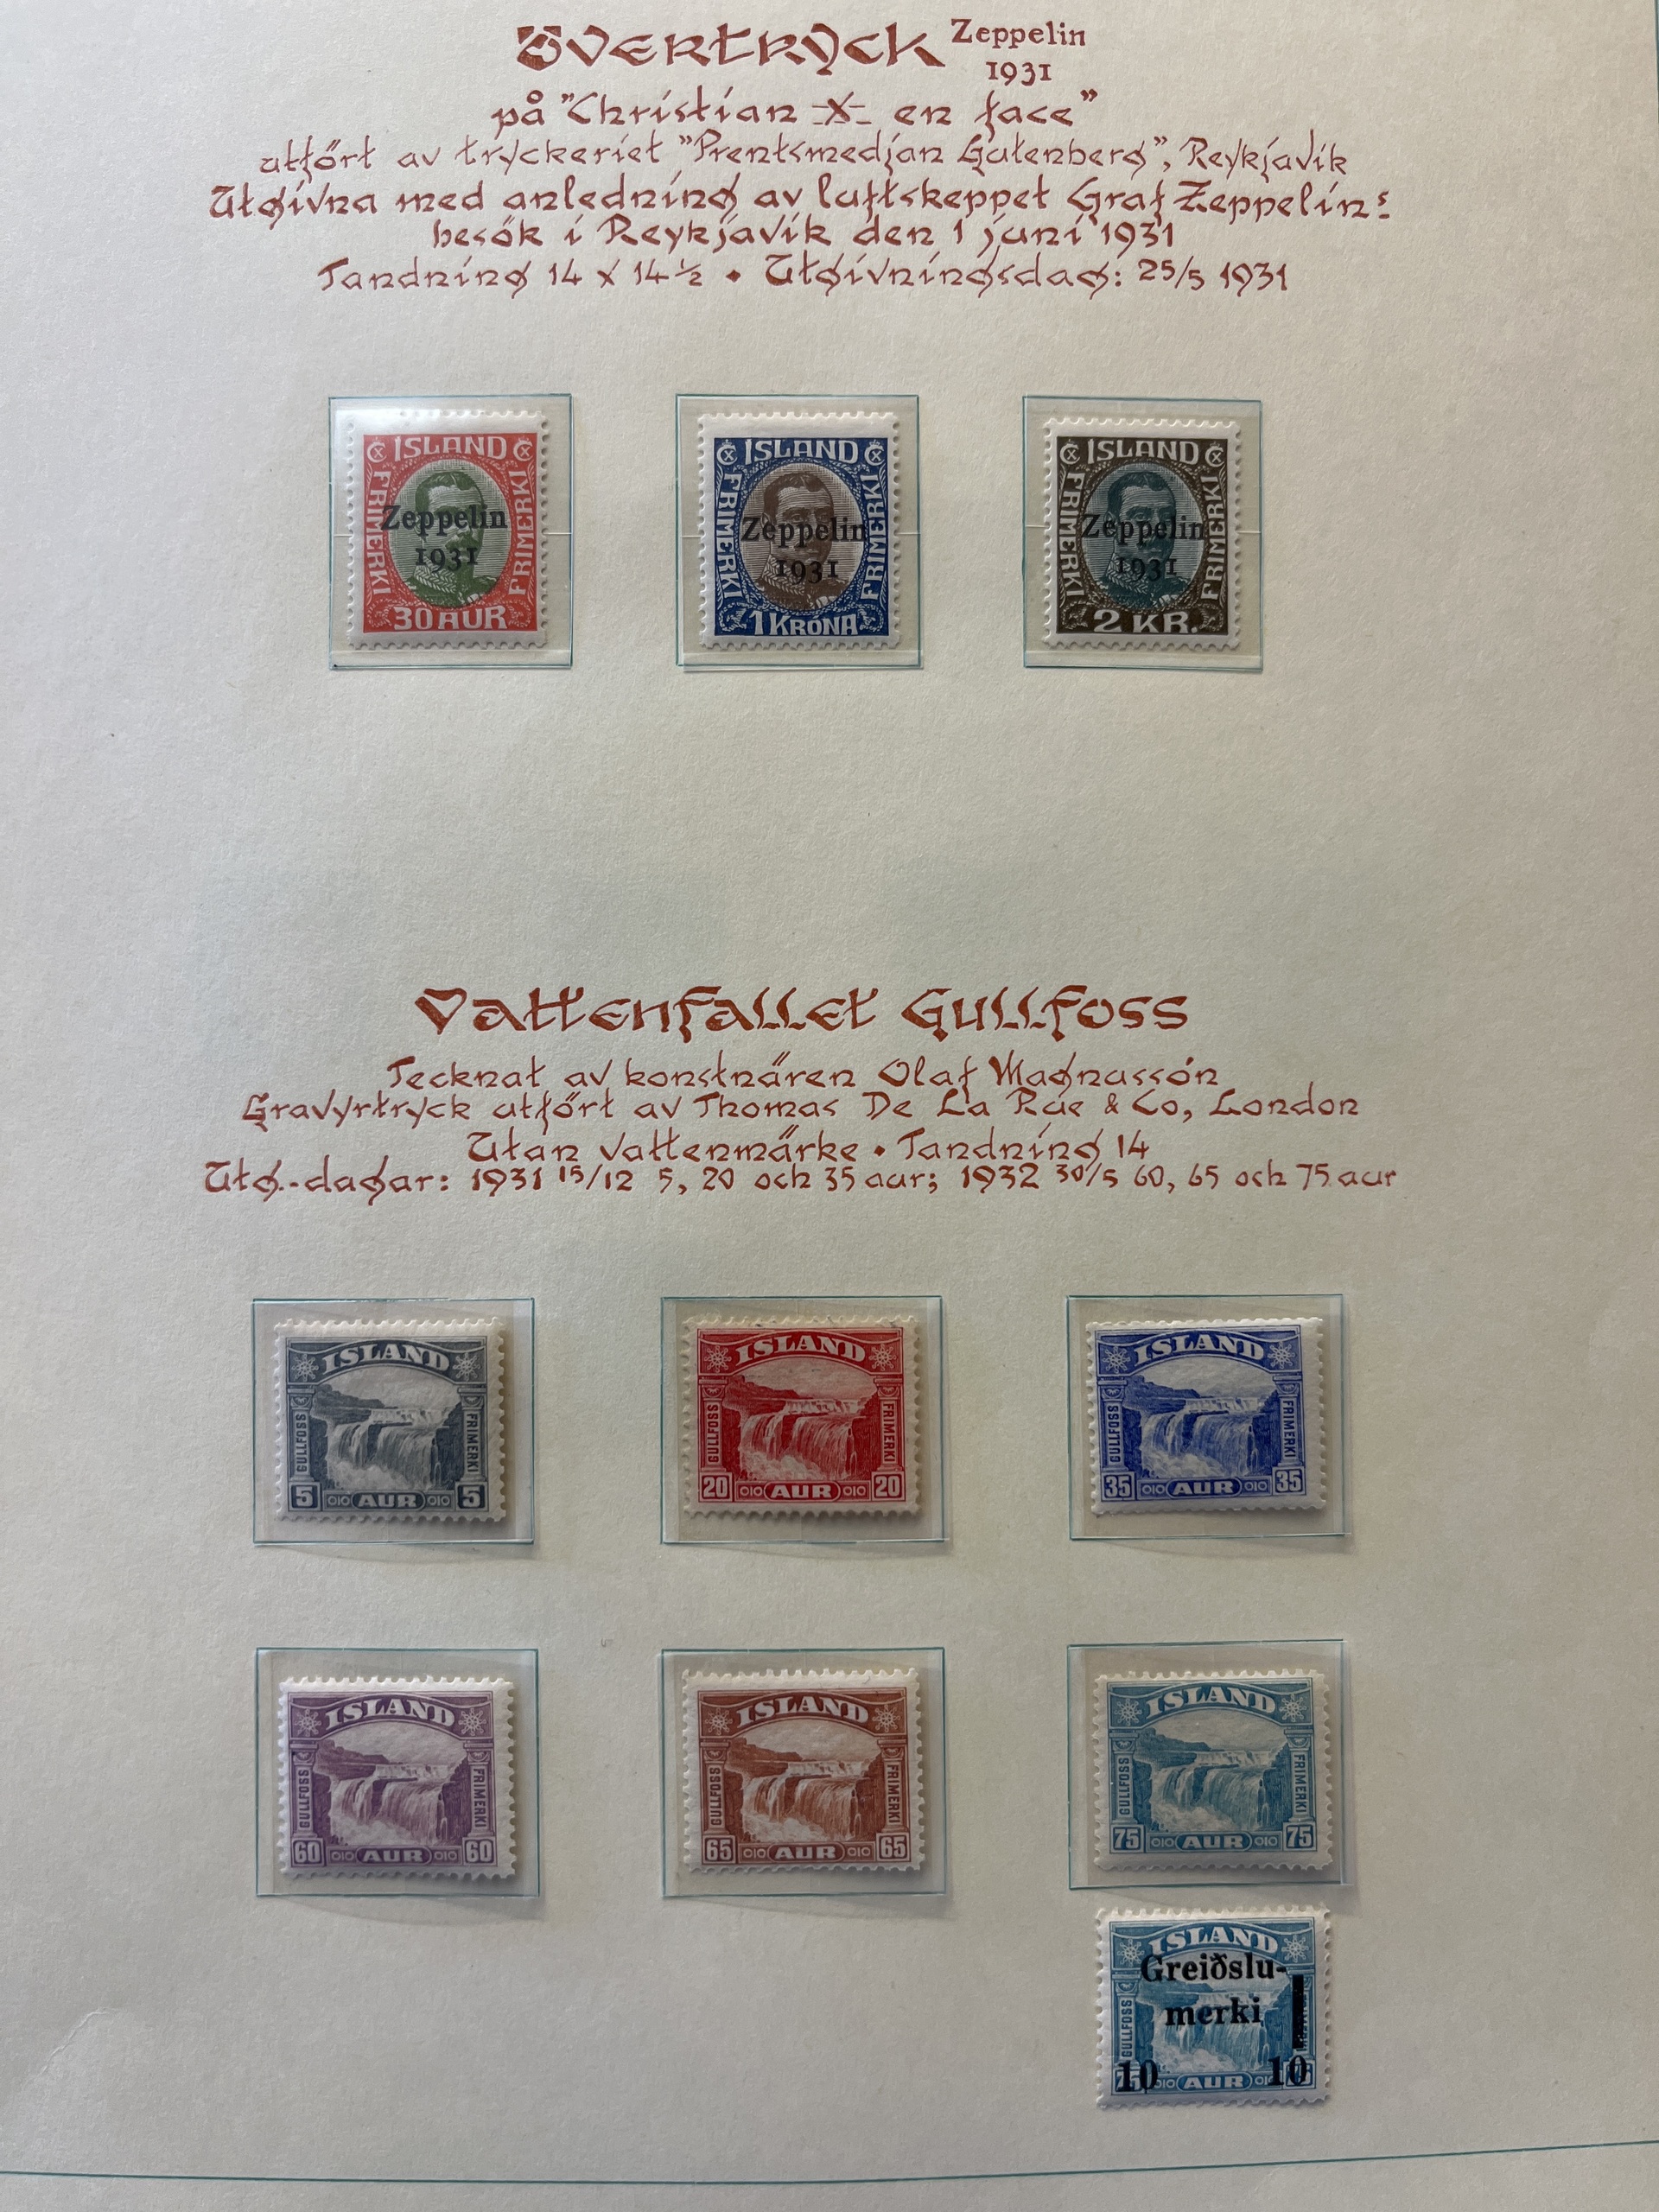 Övertryck Zeppelin
1931
på "Christian X en face"
utfört av tryckeriet "Prentsmedjan Gutenberg", Reykjavik
Utgivna med anledning av luftskeppet Graf Zeppelins
besök i Reykjavik den 1 juni 1931
Tandning 14 x 14½ • Utgivningsdag: 25/5 1931
ISLAND
FRIMERKI
FRIMERKI
Zeppelin
1931
30 AUR
ISLAND
FRIMERKI
FRIMERKI
Zeppelin
1931
1 KRÓNA
ISLAND
FRIMERKI
FRIMERKI
Zeppelin
1931
2 KR.
Vattenfallet Gullfoss
Tecknat av konstnären Olaf Magnussón
Gravyrtryck utfört av Thomas De La Rue & Co, London
Utan vattenmärke • Tandning 14
Utg.-dagar: 1931 15/12 5, 20 och 35 aur; 1932 30/5 60, 65 och 75 aur
ISLAND
GULLFOSS
FRIMERKI
5 AUR 5
ISLAND
GULLFOSS
FRIMERKI
20 AUR 20
ISLAND
GULLFOSS
FRIMERKI
35 AUR 35
ISLAND
GULLFOSS
FRIMERKI
60 AUR 60
ISLAND
GULLFOSS
FRIMERKI
65 AUR 65
ISLAND
GULLFOSS
FRIMERKI
75 AUR 75
ISLAND
Greiðslu-
merki
GULLFOSS
10 AUR 10